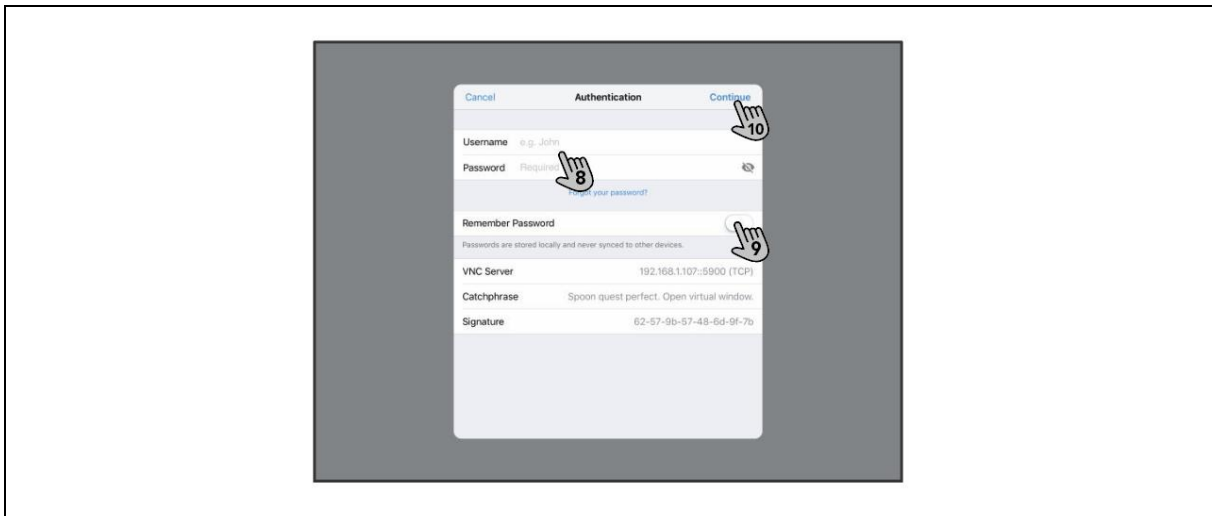 Cancel Authentication Continue
10
Username e.g. John
Password Required
8
Forgot your password?
Remember Password
9
Passwords are stored locally and never synced to other devices.
VNC Server 192.168.1.107::5900 (TCP)
Catchphrase Spoon quest perfect. Open virtual window.
Signature 62-57-9b-57-48-6d-9f-7b